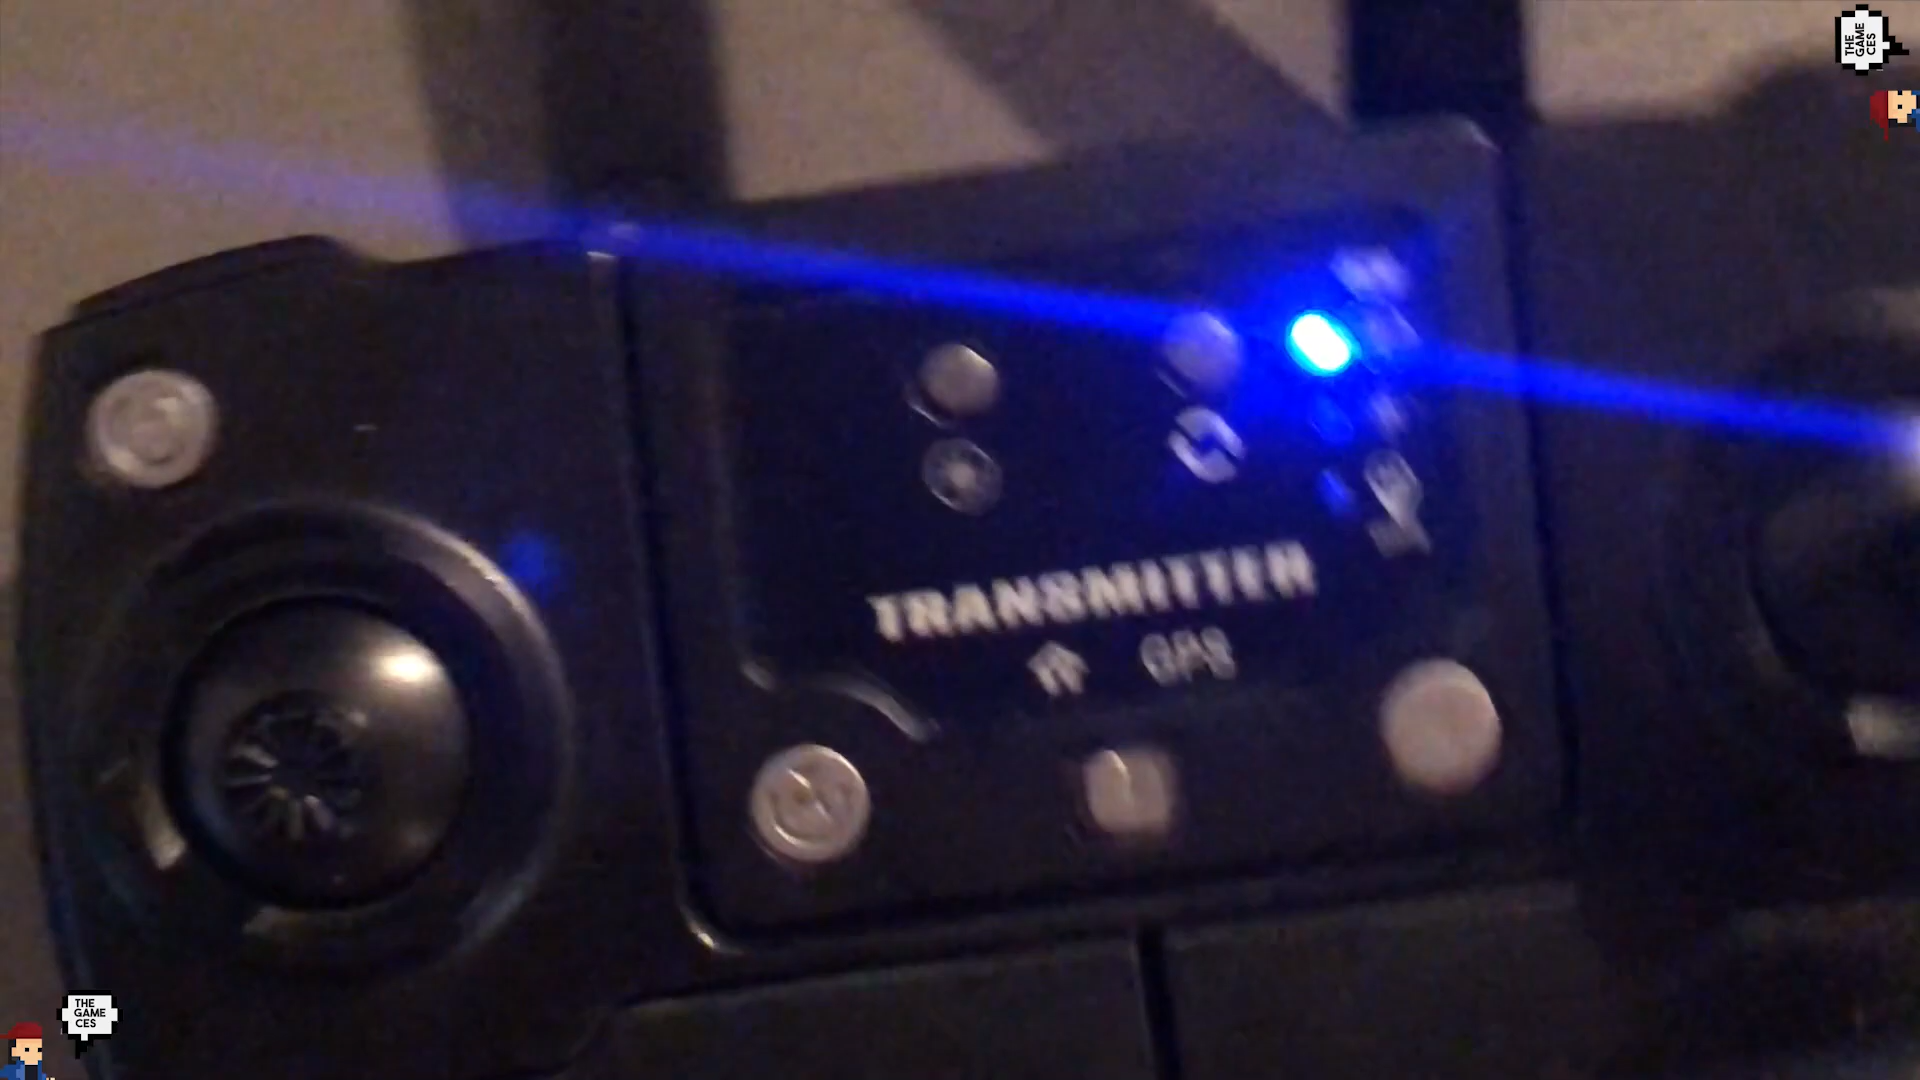 THE
GAME
CES
TRANSMITTER
GPS
THE
GAME
CES